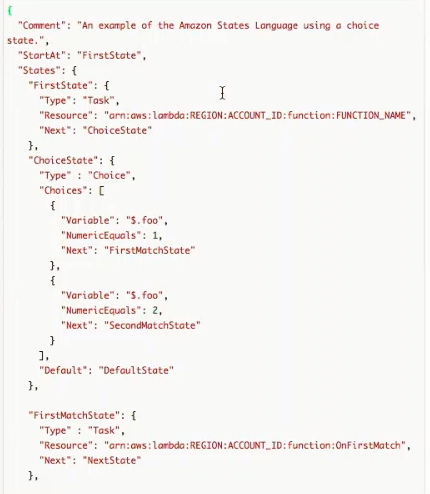 {
"Comment": "An example of the Amazon States Language using a choice
state.",
"StartAt": "FirstState",
"States": {
"FirstState": {
"Type": "Task",
"Resource": "arn:aws:lambda:REGION:ACCOUNT_ID:function:FUNCTION_NAME",
"Next": "ChoiceState"
},
"ChoiceState": {
"Type" : "Choice",
"Choices": [
{
"Variable": "$.foo",
"NumericEquals": 1,
"Next": "FirstMatchState"
},
{
"Variable": "$.foo",
"NumericEquals": 2,
"Next": "SecondMatchState"
}
],
"Default": "DefaultState"
},
"FirstMatchState": {
"Type" : "Task",
"Resource": "arn:aws:lambda:REGION:ACCOUNT_ID:function:OnFirstMatch",
"Next": "NextState"
},